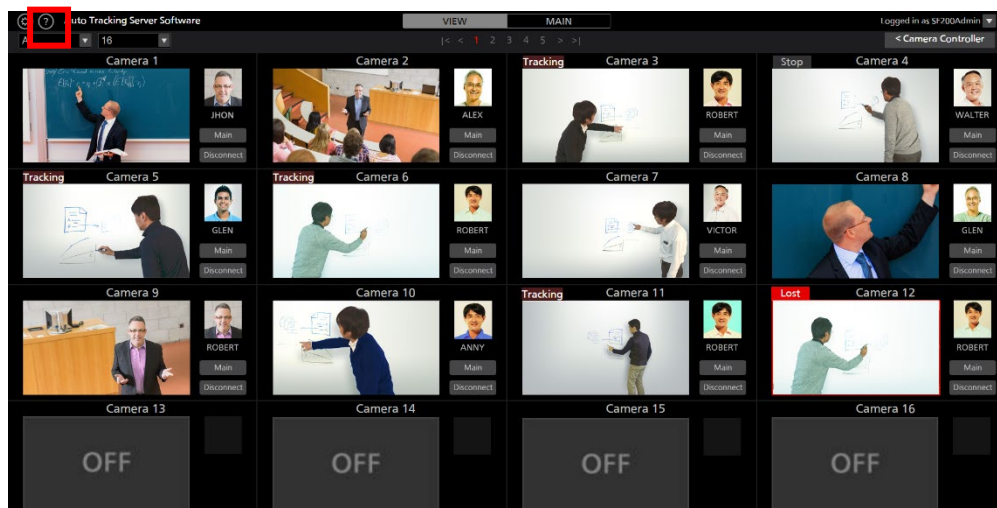 ? Auto Tracking Server Software VIEW MAIN Logged in as SF200Admin
A 16 |< < 1 2 3 4 5 > >| < Camera Controller
Camera 1 Camera 2 Tracking Camera 3 Stop Camera 4
JHON ALEX ROBERT WALTER
Main Main Main Main
Disconnect Disconnect Disconnect Disconnect
Tracking Camera 5 Tracking Camera 6 Camera 7 Camera 8
GLEN ROBERT VICTOR GLEN
Main Main Main Main
Disconnect Disconnect Disconnect Disconnect
Camera 9 Camera 10 Tracking Camera 11 Lost Camera 12
ROBERT ANNY ROBERT ROBERT
Main Main Main Main
Disconnect Disconnect Disconnect Disconnect
Camera 13 Camera 14 Camera 15 Camera 16
OFF OFF OFF OFF